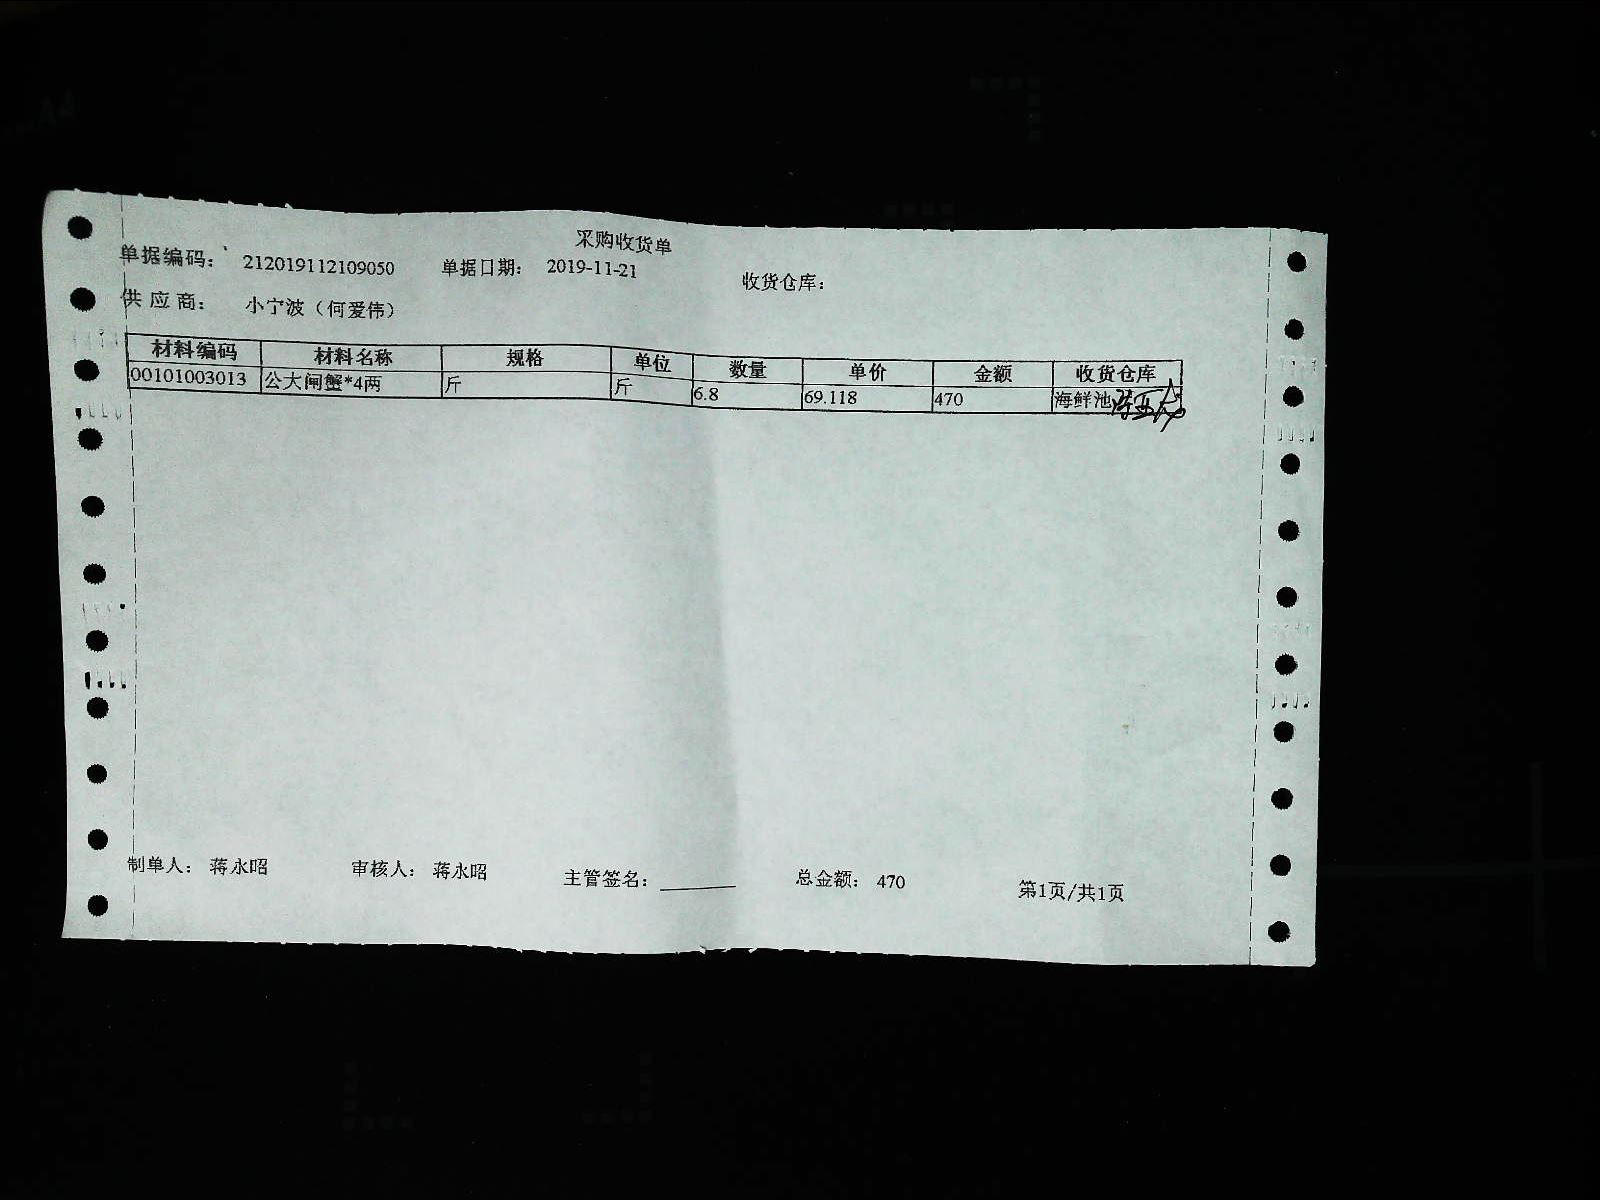 采购收货单
单据编码： 212019112109050 单据日期： 2019-11-21 收货仓库：
供应商： 小宁波（何爱伟）
材料编码 材料名称 规格 单位 数量 单价 金额 收货仓库
00101003013 公大闸蟹*4两 斤 斤 6.8 69.118 470 海鲜池
制单人： 蒋永昭 审核人： 蒋永昭 主管签名： 总金额： 470 第1页/共1页